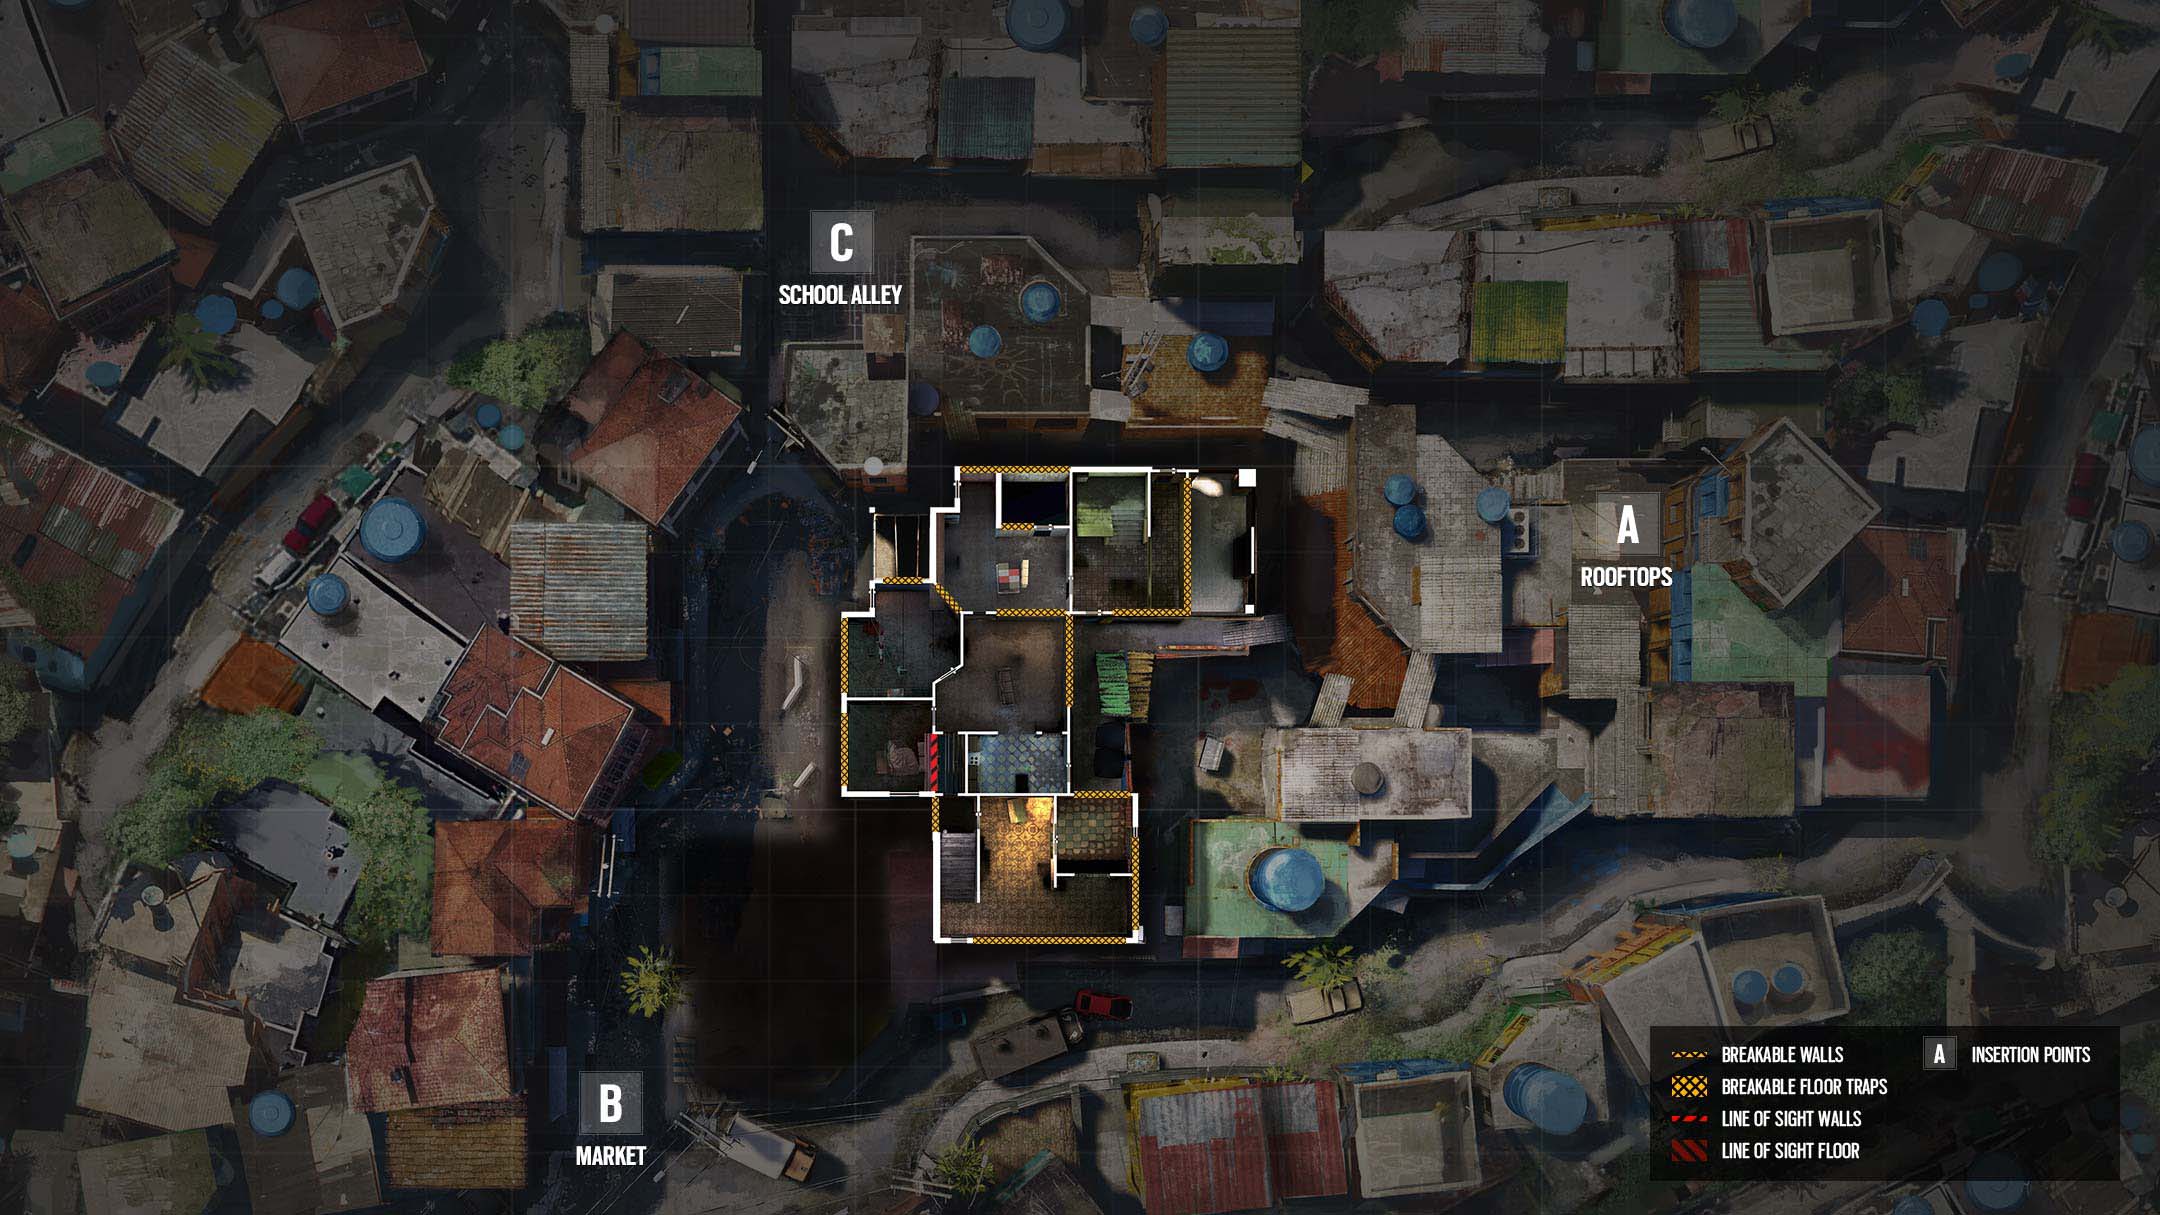 C
SCHOOL ALLEY
A
ROOFTOPS
B
MARKET
BREAKABLE WALLS
BREAKABLE FLOOR TRAPS
LINE OF SIGHT WALLS
LINE OF SIGHT FLOOR
A INSERTION POINTS